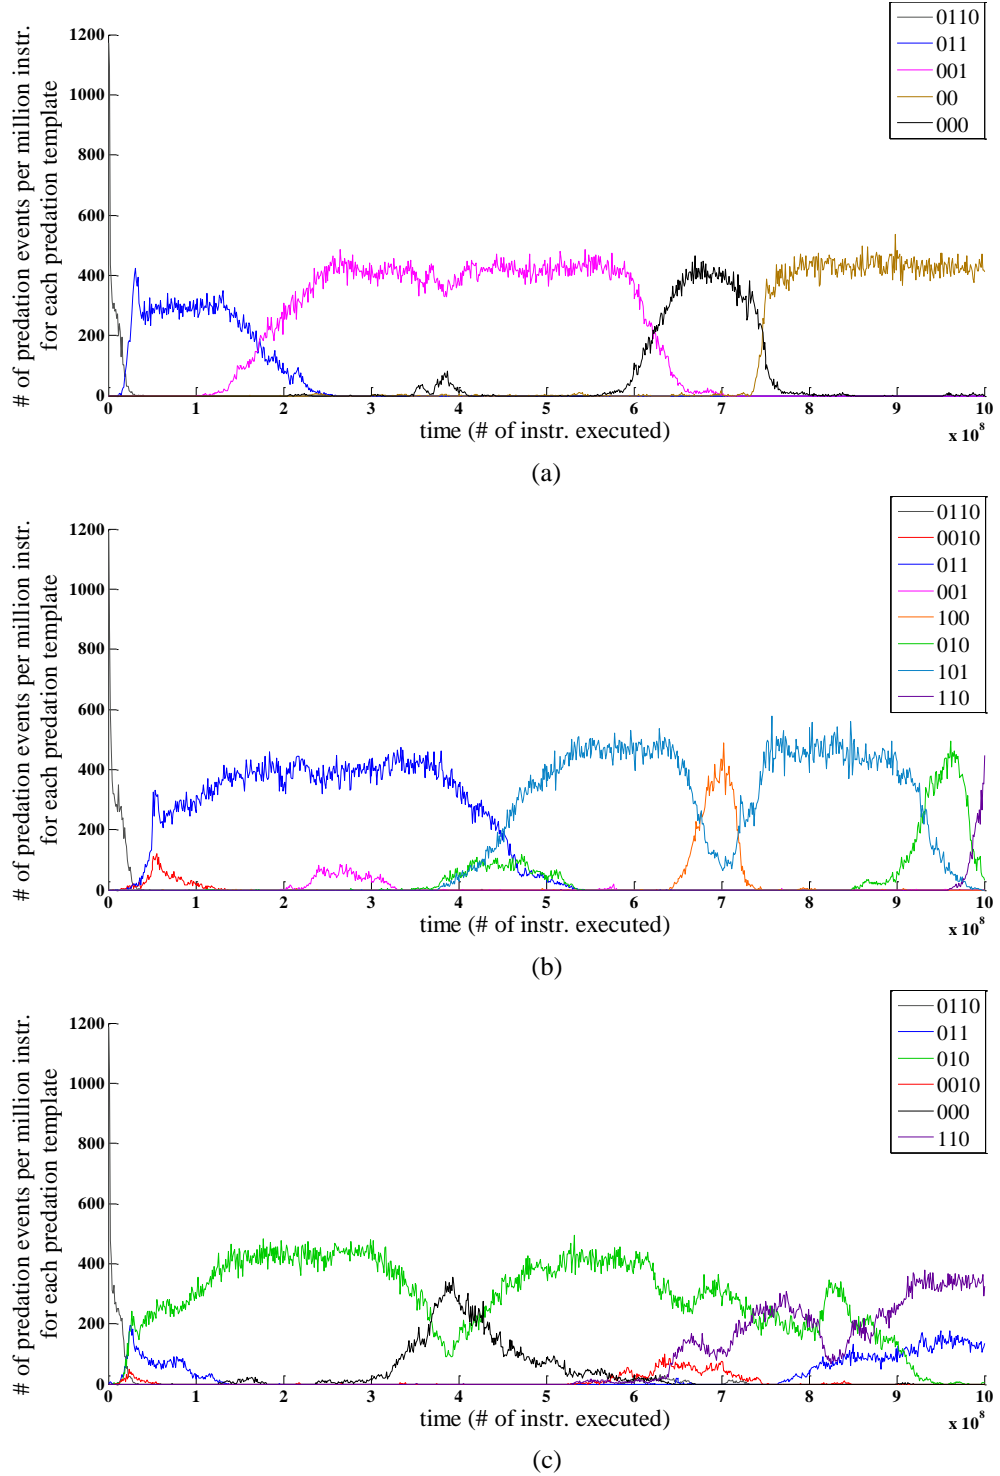 0110
011
001
00
000
# of predation events per million instr.
for each predation template
1200
1000
800
600
400
200
0
0 1 2 3 4 5 6 7 8 9 10
x 10^8
time (# of instr. executed)
(a)
0110
0010
011
001
100
010
101
110
# of predation events per million instr.
for each predation template
1200
1000
800
600
400
200
0
0 1 2 3 4 5 6 7 8 9 10
x 10^8
time (# of instr. executed)
(b)
0110
011
010
0010
000
110
# of predation events per million instr.
for each predation template
1200
1000
800
600
400
200
0
0 1 2 3 4 5 6 7 8 9 10
x 10^8
time (# of instr. executed)
(c)